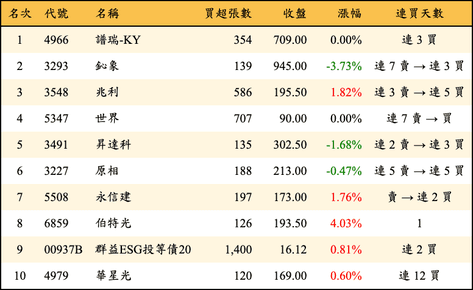 名次 代號 名稱 買超張數 收盤 漲幅 連買天數
1 4966 譜瑞-KY 354 709.00 0.00% 連 3 買
2 3293 鈊象 139 945.00 -3.73% 連 7 賣 → 連 3 買
3 3548 兆利 586 195.50 1.82% 連 3 賣 → 連 5 買
4 5347 世界 707 90.00 0.00% 連 7 賣 → 買
5 3491 昇達科 135 302.50 -1.68% 連 2 賣 → 連 3 買
6 3227 原相 188 213.00 -0.47% 連 5 賣 → 連 5 買
7 5508 永信建 197 173.00 1.76% 賣 → 連 2 買
8 6859 伯特光 126 193.50 4.03% 1
9 00937B 群益ESG投等債20 1,400 16.12 0.81% 連 2 買
10 4979 華星光 120 169.00 0.60% 連 12 買